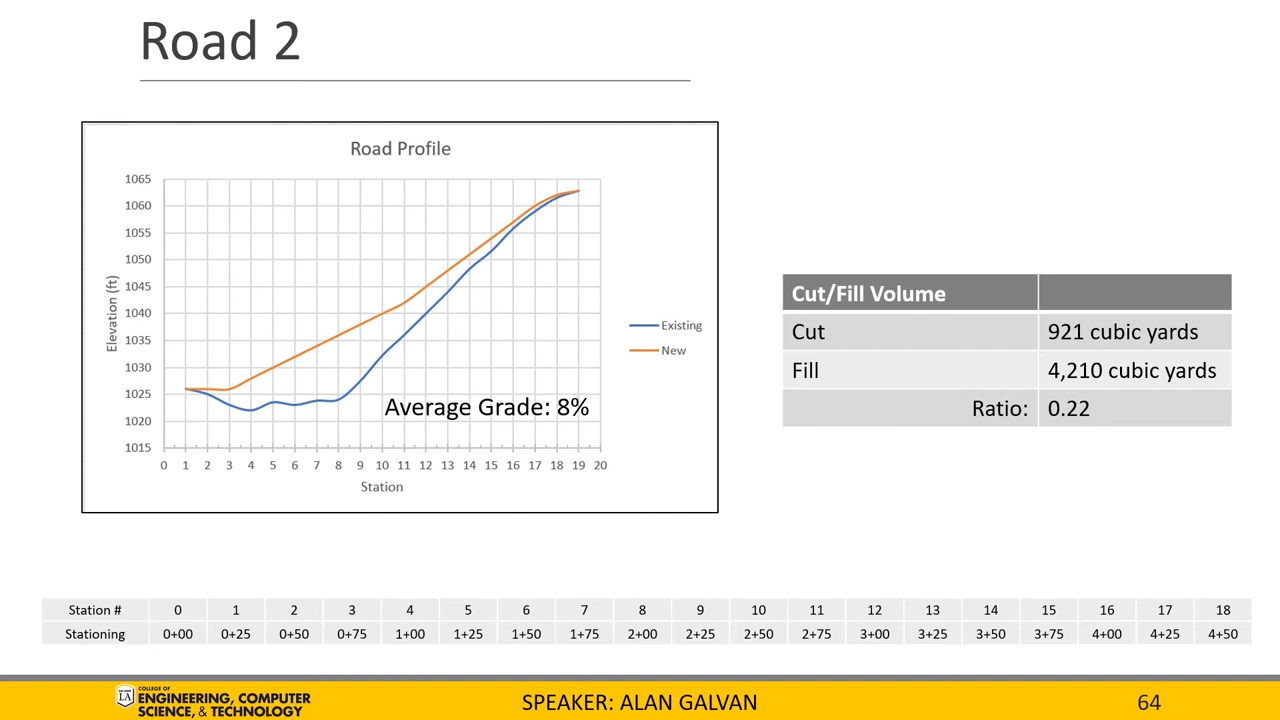 Road 2
Road Profile
Elevation (ft)
1065
1060
1055
1050
1045
1040
1035
1030
1025
1020
1015
0 1 2 3 4 5 6 7 8 9 10 11 12 13 14 15 16 17 18 19 20
Station
Existing
New
Average Grade: 8%
Cut/Fill Volume
Cut 921 cubic yards
Fill 4,210 cubic yards
Ratio: 0.22
Station # 0 1 2 3 4 5 6 7 8 9 10 11 12 13 14 15 16 17 18
Stationing 0+00 0+25 0+50 0+75 1+00 1+25 1+50 1+75 2+00 2+25 2+50 2+75 3+00 3+25 3+50 3+75 4+00 4+25 4+50
LA
COLLEGE OF
ENGINEERING, COMPUTER
SCIENCE, & TECHNOLOGY
SPEAKER: ALAN GALVAN
64